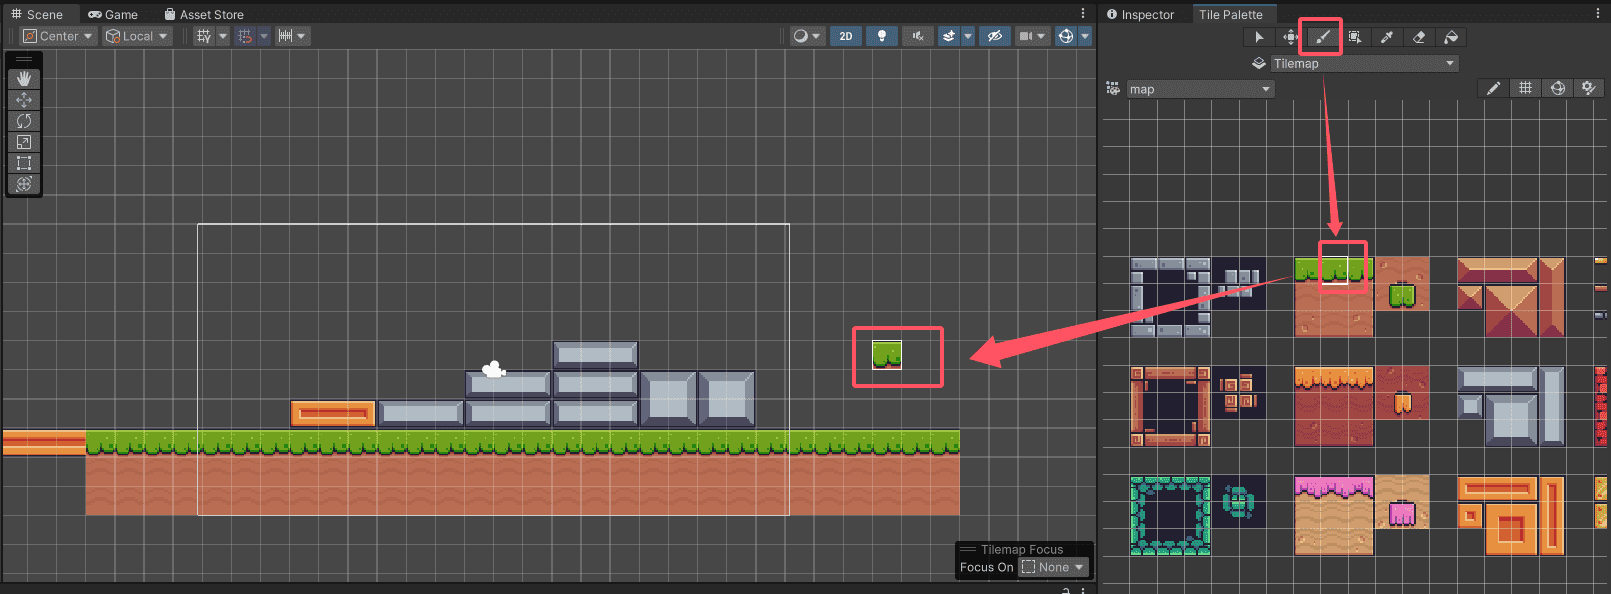 Scene Game Asset Store
Inspector Tile Palette
Center Local 2D
Tilemap
map
Tilemap Focus
Focus On None